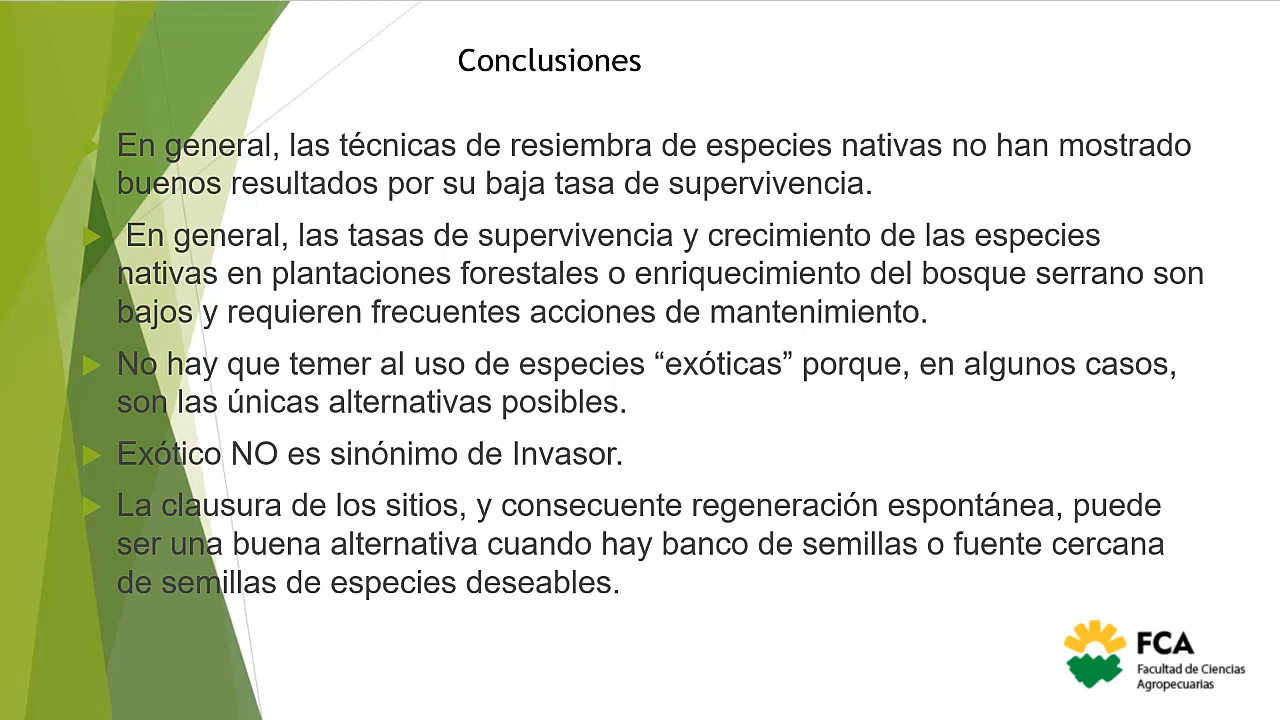 Conclusiones
En general, las técnicas de resiembra de especies nativas no han mostrado
buenos resultados por su baja tasa de supervivencia.
En general, las tasas de supervivencia y crecimiento de las especies
nativas en plantaciones forestales o enriquecimiento del bosque serrano son
bajos y requieren frecuentes acciones de mantenimiento.
No hay que temer al uso de especies “exóticas” porque, en algunos casos,
son las únicas alternativas posibles.
Exótico NO es sinónimo de Invasor.
La clausura de los sitios, y consecuente regeneración espontánea, puede
ser una buena alternativa cuando hay banco de semillas o fuente cercana
de semillas de especies deseables.
FCA
Facultad de Ciencias
Agropecuarias